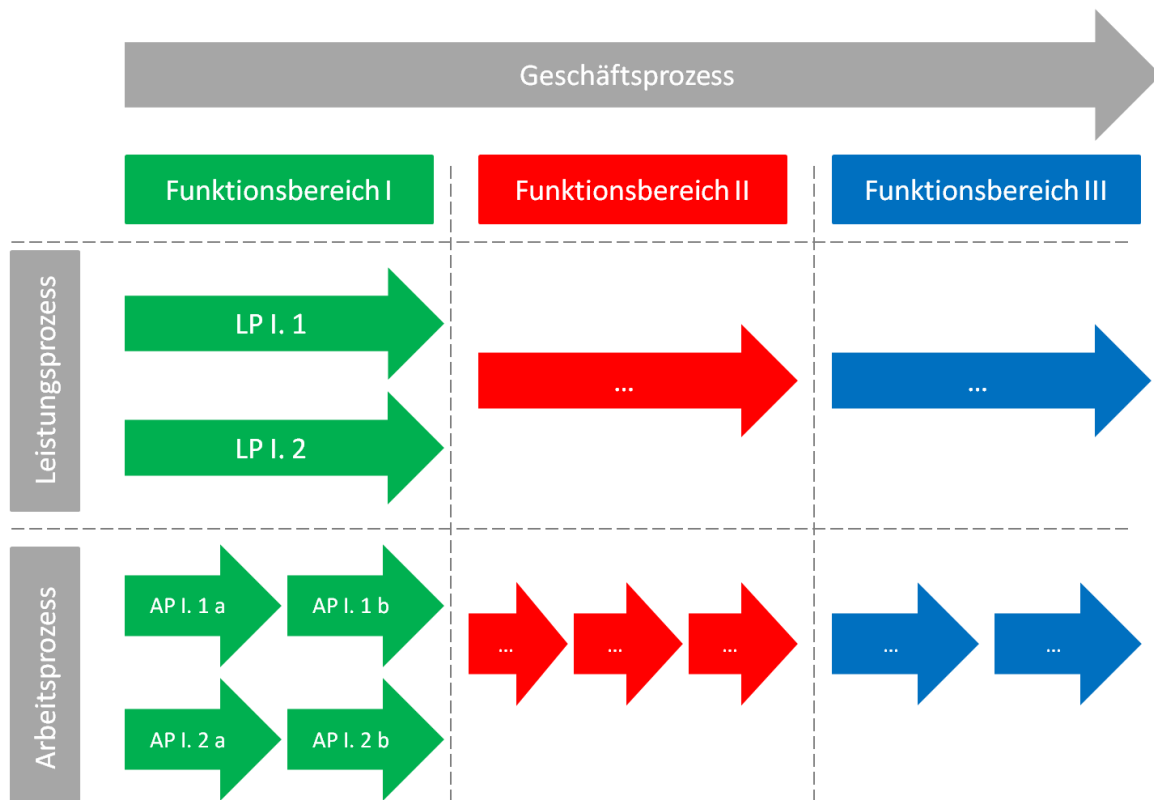 Geschäftsprozess
Funktionsbereich I
Funktionsbereich II
Funktionsbereich III
Leistungsprozess
LP I. 1
LP I. 2
...
...
Arbeitsprozess
AP I. 1 a
AP I. 1 b
AP I. 2 a
AP I. 2 b
...
...
...
...
...